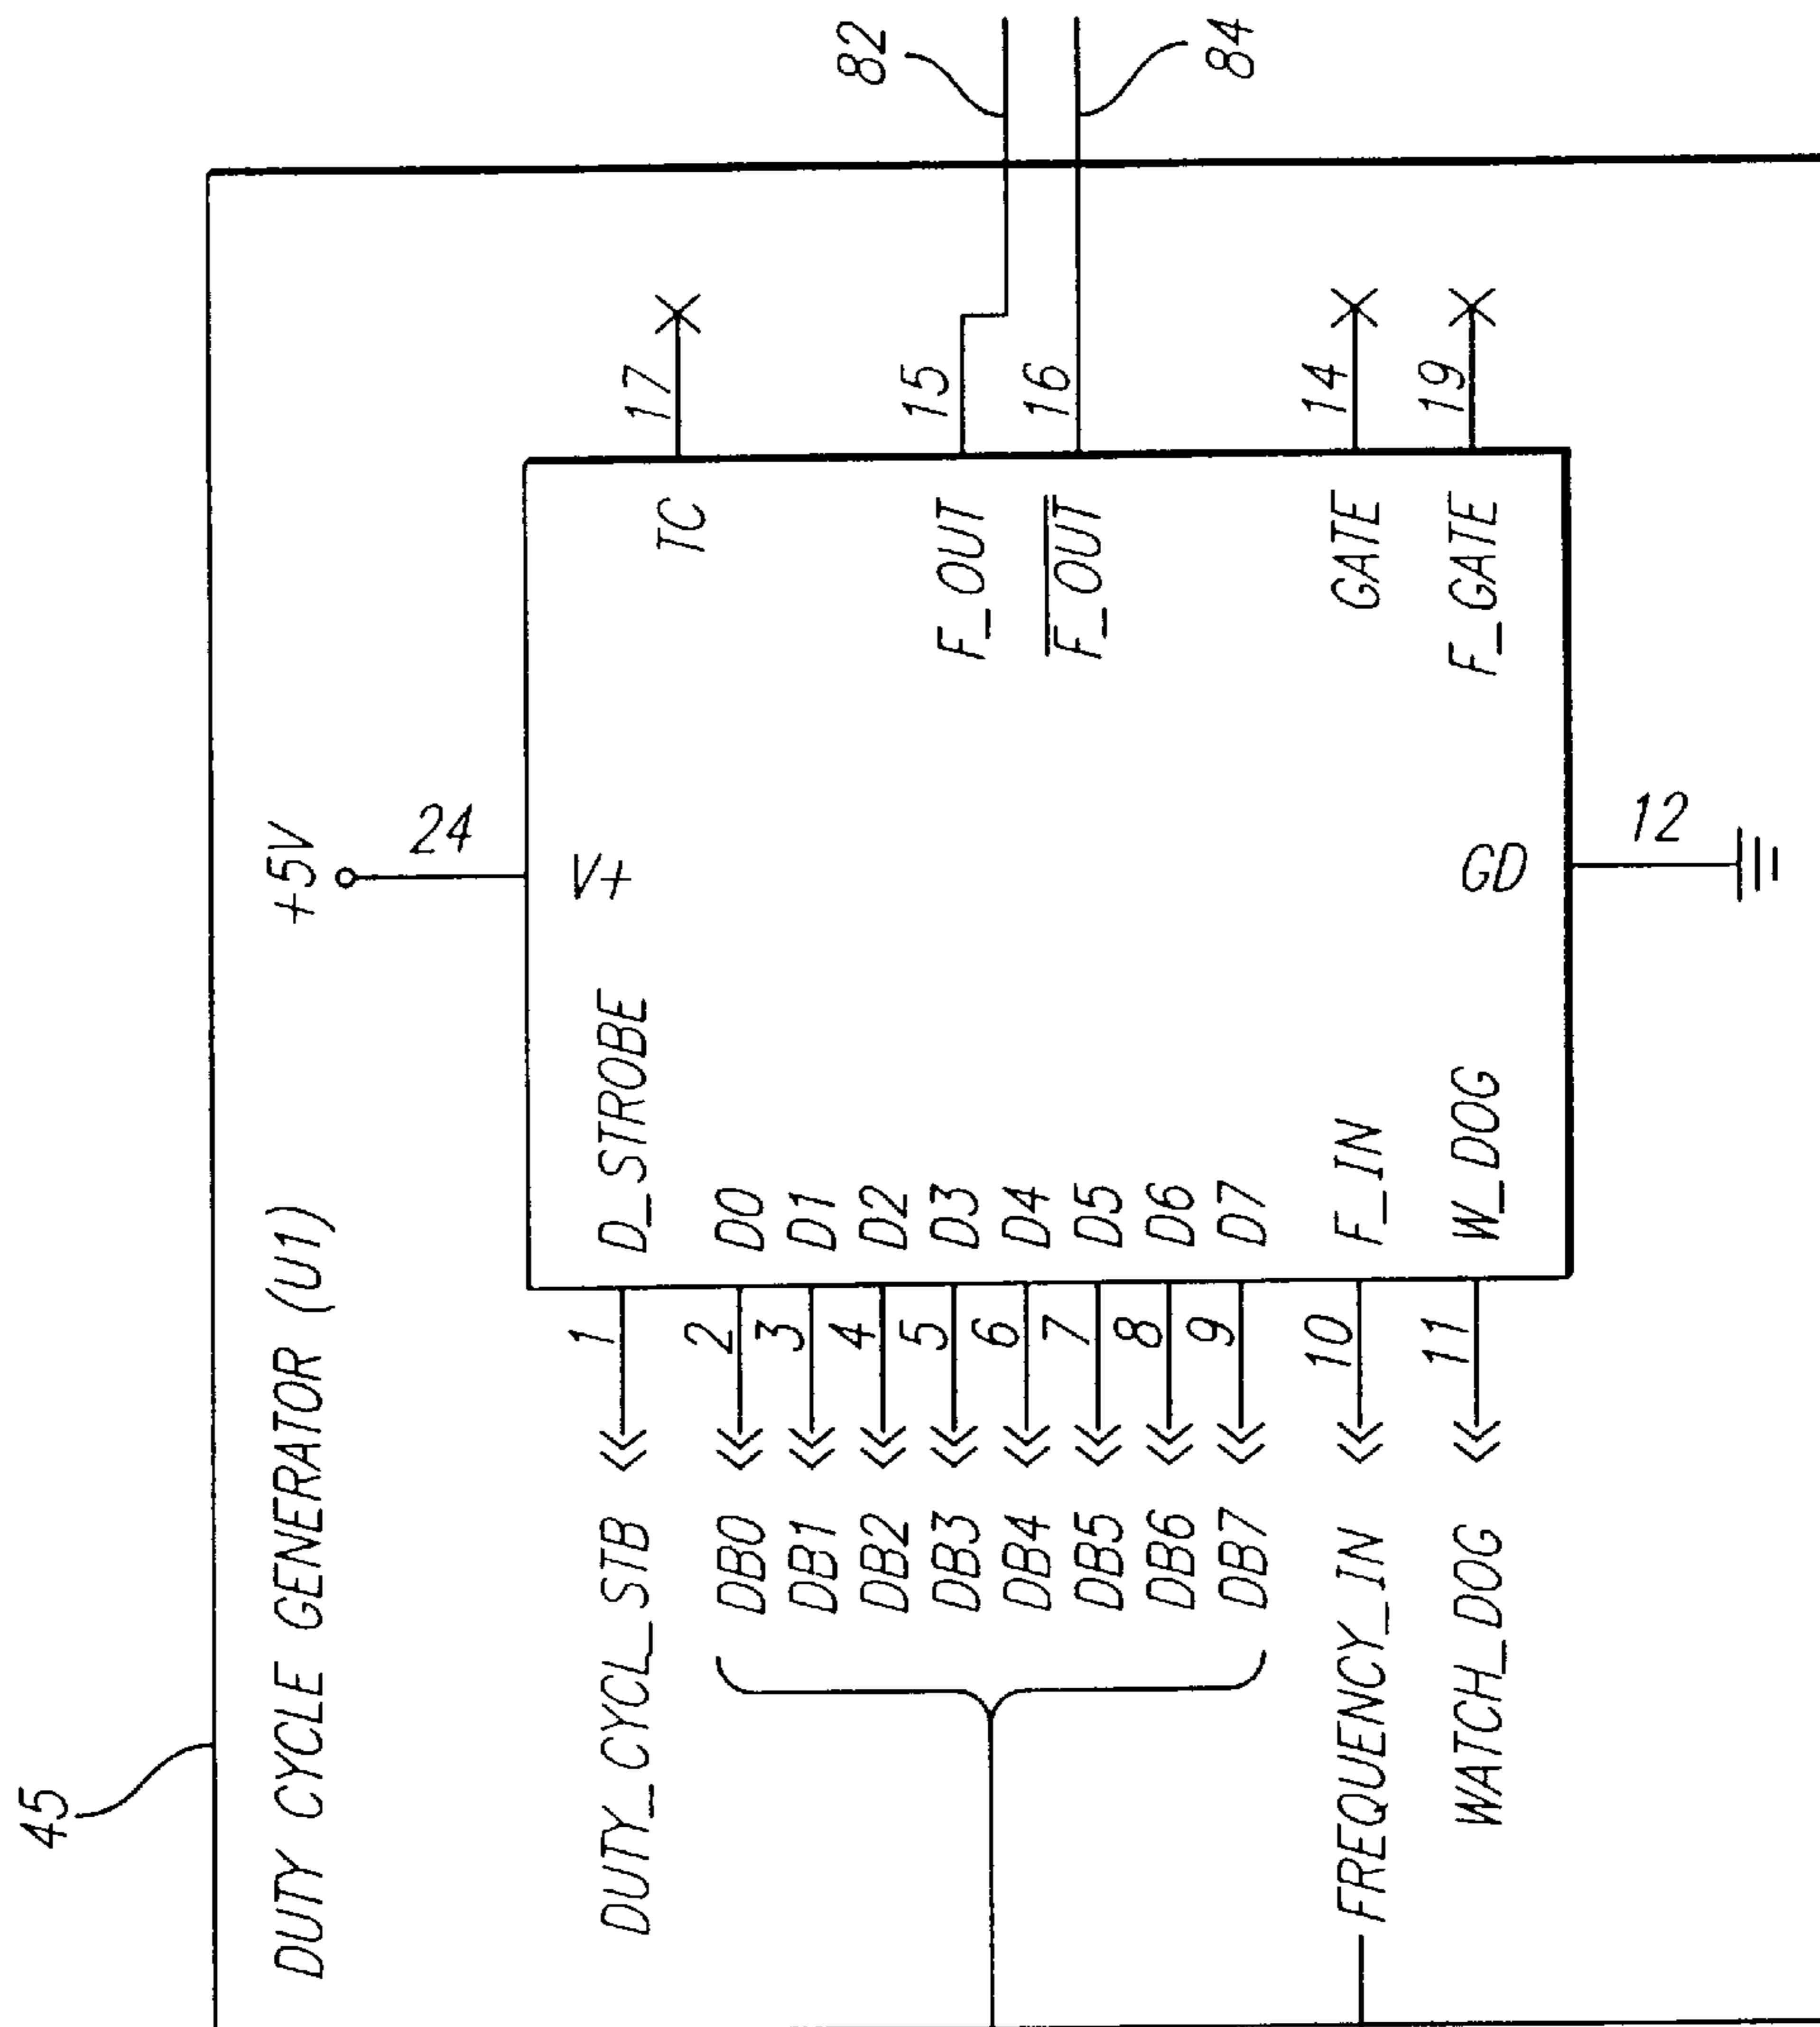 45
DUTY CYCLE GENERATOR (U1)
+5V
24
V+
DUTY_CYCL_STB
1
D_STROBE
DB0
2
D0
DB1
3
D1
DB2
4
D2
DB3
5
D3
DB4
6
D4
DB5
7
D5
DB6
8
D6
DB7
9
D7
FREQUENCY_IN
10
F_IN
WATCH_DOG
11
W_DOG
TC
17
F_OUT
15
82
F_OUT
16
84
GATE
14
F_GATE
19
GD
12